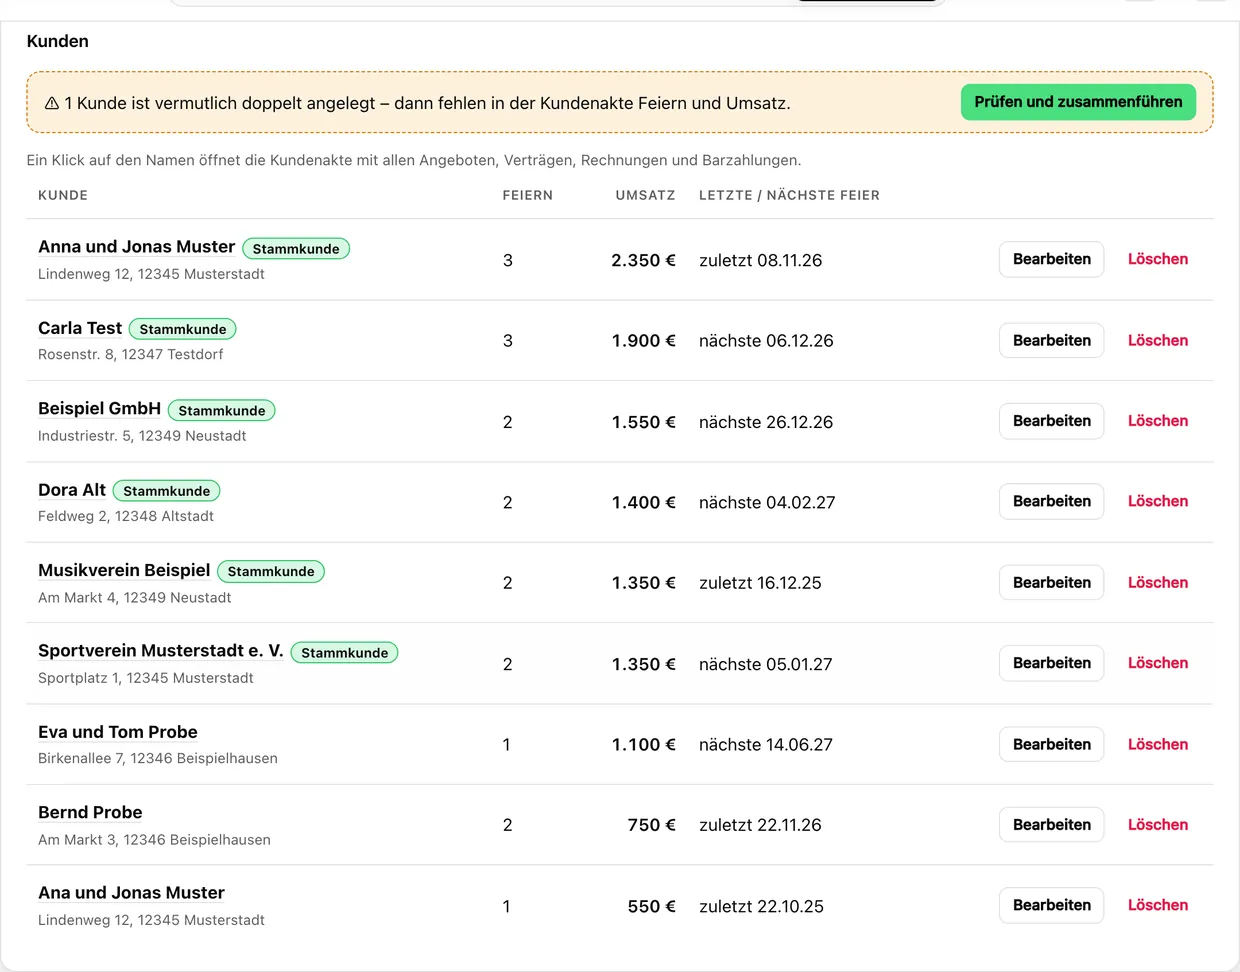 Kunden
⚠ 1 Kunde ist vermutlich doppelt angelegt – dann fehlen in der Kundenakte Feiern und Umsatz. Prüfen und zusammenführen
Ein Klick auf den Namen öffnet die Kundenakte mit allen Angeboten, Verträgen, Rechnungen und Barzahlungen.
KUNDE FEIERN UMSATZ LETZTE / NÄCHSTE FEIER
Anna und Jonas Muster Stammkunde
Lindenweg 12, 12345 Musterstadt
3 2.350 € zuletzt 08.11.26 Bearbeiten Löschen
Carla Test Stammkunde
Rosenstr. 8, 12347 Testdorf
3 1.900 € nächste 06.12.26 Bearbeiten Löschen
Beispiel GmbH Stammkunde
Industriestr. 5, 12349 Neustadt
2 1.550 € nächste 26.12.26 Bearbeiten Löschen
Dora Alt Stammkunde
Feldweg 2, 12348 Altstadt
2 1.400 € nächste 04.02.27 Bearbeiten Löschen
Musikverein Beispiel Stammkunde
Am Markt 4, 12349 Neustadt
2 1.350 € zuletzt 16.12.25 Bearbeiten Löschen
Sportverein Musterstadt e. V. Stammkunde
Sportplatz 1, 12345 Musterstadt
2 1.350 € nächste 05.01.27 Bearbeiten Löschen
Eva und Tom Probe
Birkenallee 7, 12346 Beispielhausen
1 1.100 € nächste 14.06.27 Bearbeiten Löschen
Bernd Probe
Am Markt 3, 12346 Beispielhausen
2 750 € zuletzt 22.11.26 Bearbeiten Löschen
Ana und Jonas Muster
Lindenweg 12, 12345 Musterstadt
1 550 € zuletzt 22.10.25 Bearbeiten Löschen